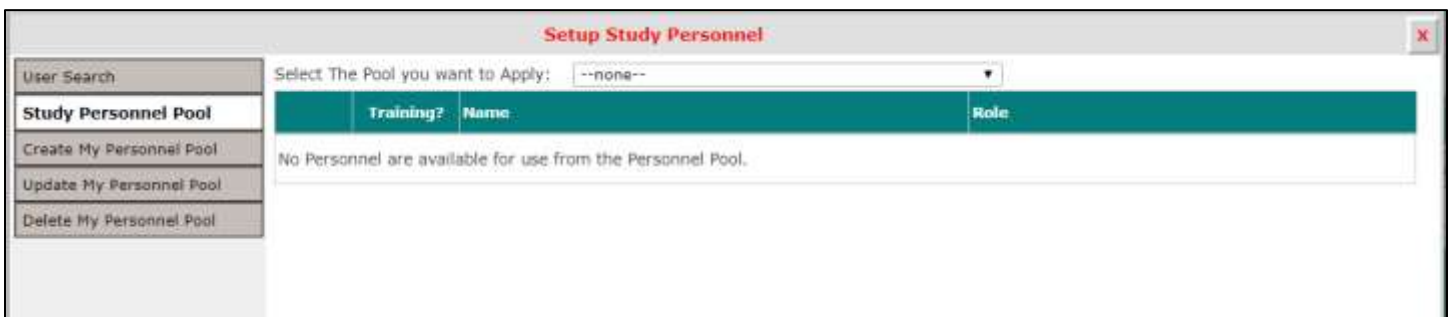 Setup Study Personnel
X
User Search
Study Personnel Pool
Create My Personnel Pool
Update My Personnel Pool
Delete My Personnel Pool
Select The Pool you want to Apply: --none--
Training? Name Role
No Personnel are available for use from the Personnel Pool.